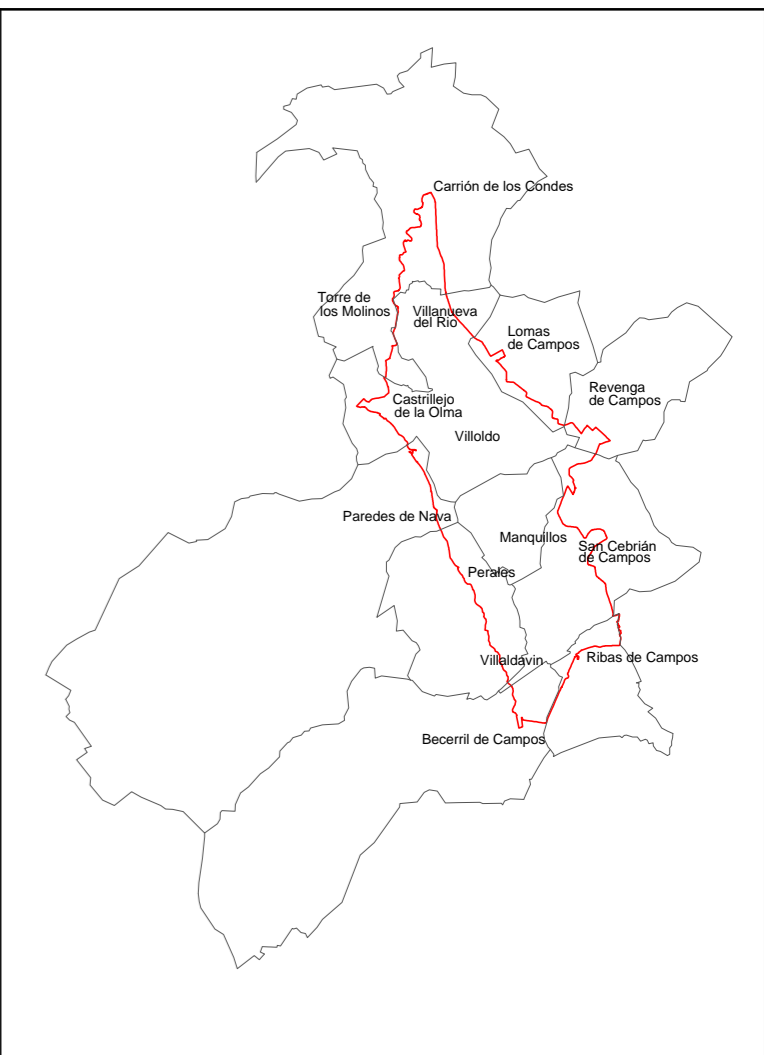 Carrión de los Condes
Torre de
los Molinos
Villanueva
del Río
Lomas
de Campos
Revenga
de Campos
Castrillejo
de la Olma
Villoldo
Paredes de Nava
Manquillos
San Cebrián
de Campos
Perales
Villaldavín
Ribas de Campos
Becerril de Campos